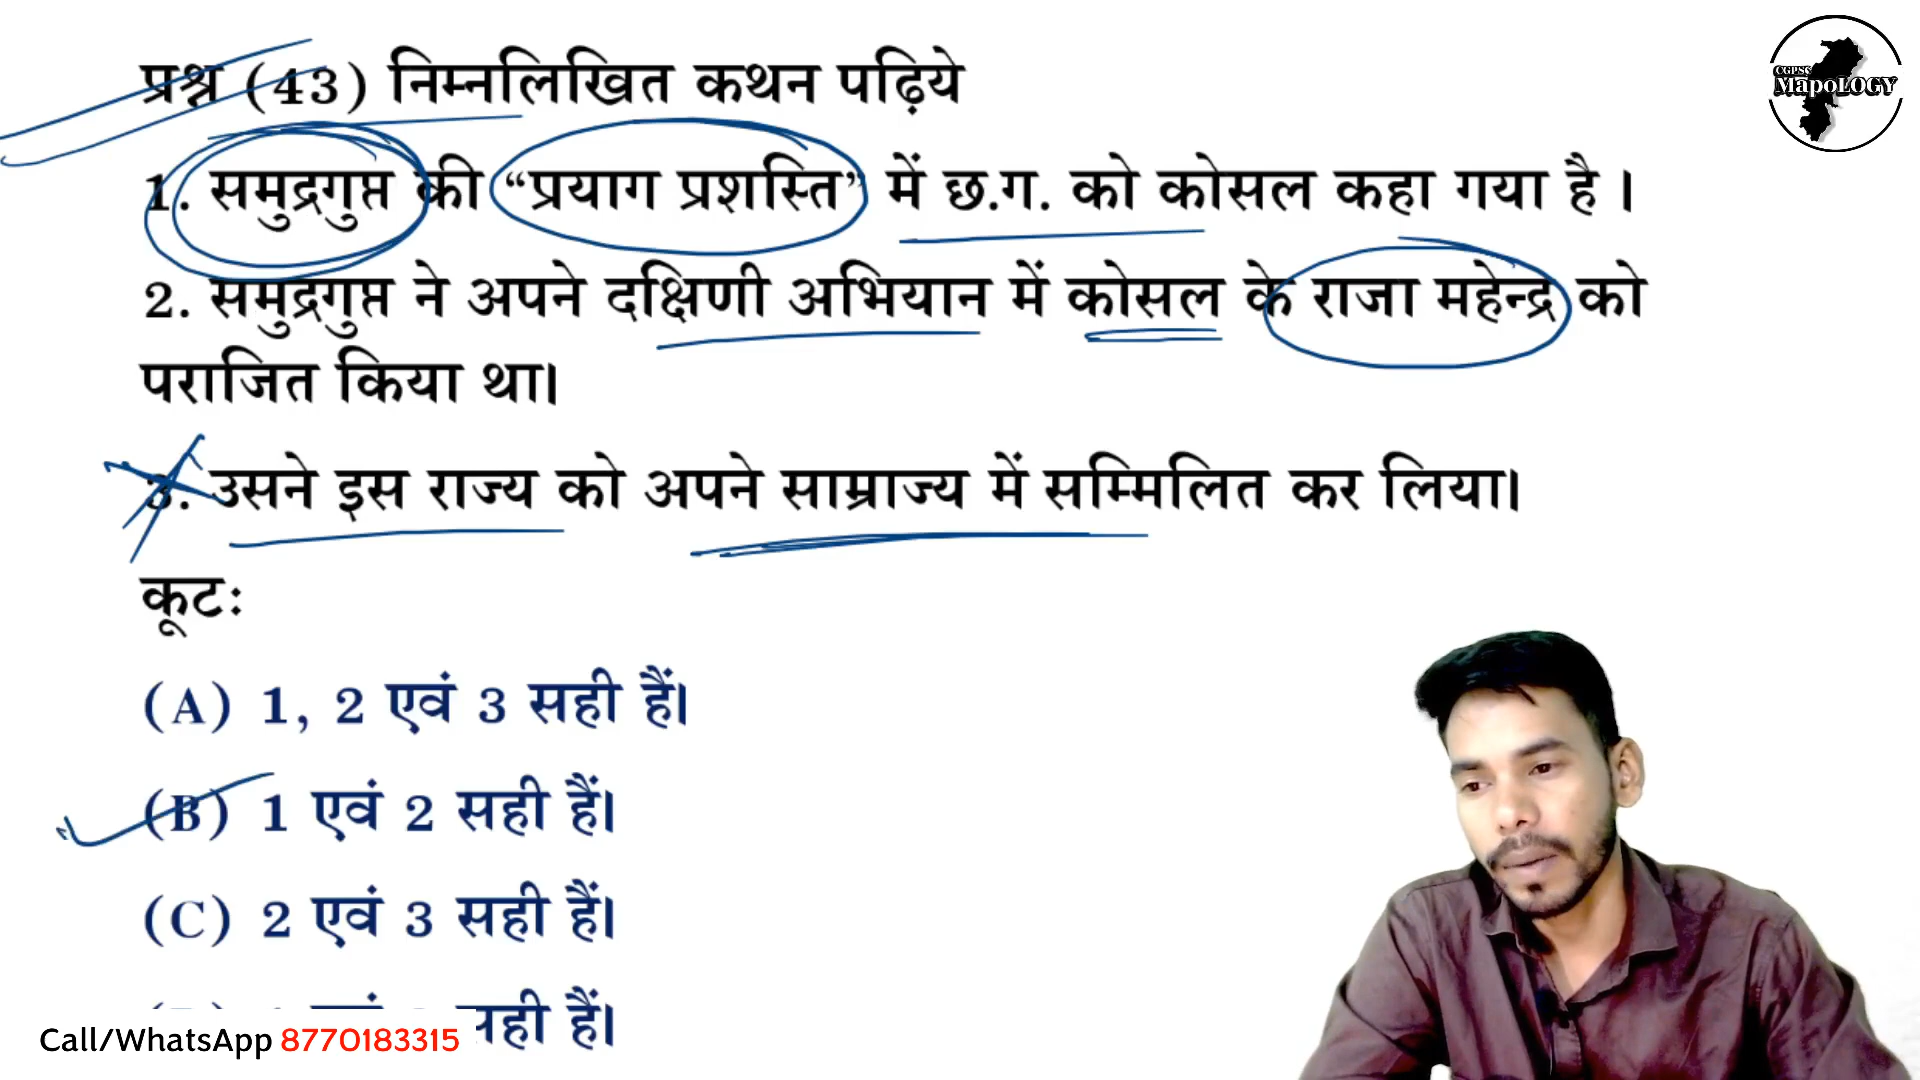 प्रश्न (43) निम्नलिखित कथन पढ़िये
CGPSC
MapoLOGY
1. समुद्रगुप्त की “प्रयाग प्रशस्ति” में छ.ग. को कोसल कहा गया है ।
2. समुद्रगुप्त ने अपने दक्षिणी अभियान में कोसल के राजा महेन्द्र को
पराजित किया था।
3. उसने इस राज्य को अपने साम्राज्य में सम्मिलित कर लिया।
कूटः
(A) 1, 2 एवं 3 सही हैं।
(B) 1 एवं 2 सही हैं।
(C) 2 एवं 3 सही हैं।
सही हैं।
Call/WhatsApp 8770183315